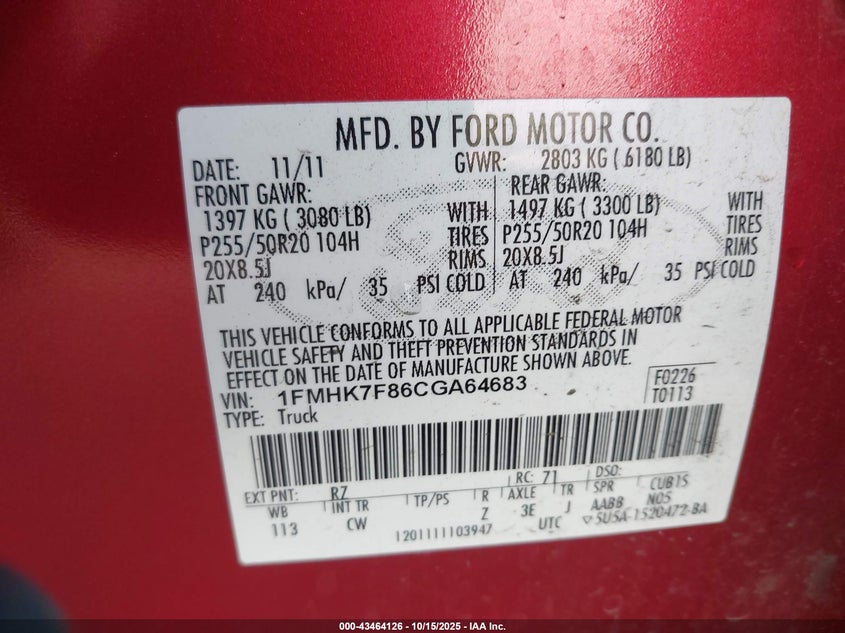 MFD. BY FORD MOTOR CO.
DATE: 11/11 GVWR: 2803 KG ( 6180 LB)
FRONT GAWR: REAR GAWR:
1397 KG ( 3080 LB) WITH 1497 KG ( 3300 LB) WITH
P255/50R20 104H TIRES P255/50R20 104H TIRES
20X8.5J RIMS 20X8.5J RIMS
AT 240 kPa/ 35 PSI COLD AT 240 kPa/ 35 PSI COLD
THIS VEHICLE CONFORMS TO ALL APPLICABLE FEDERAL MOTOR
VEHICLE SAFETY AND THEFT PREVENTION STANDARDS IN
EFFECT ON THE DATE OF MANUFACTURE SHOWN ABOVE.
VIN: 1FMHK7F86CGA64683 F0226
TYPE: Truck T0113
EXT PNT: RZ RC: 71 DSO:
WB INT TR TP/PS R AXLE TR SPR CUB15
113 CW Z 3E J AABB N05
1201111103947 UTC ▽5U5A-1520472-BA
000-43464126 - 10/15/2025 - IAA Inc.